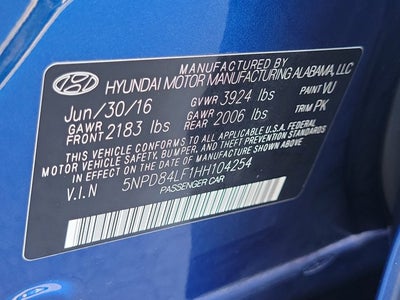 MANUFACTURED BY
HYUNDAI MOTOR MANUFACTURING ALABAMA, LLC
Jun/30/16 GVWR 3924 lbs PAINT VU
GAWR FRONT 2183 lbs GAWR REAR 2006 lbs TRIM PK
THIS VEHICLE CONFORMS TO ALL APPLICABLE U.S.A. FEDERAL
MOTOR VEHICLE SAFETY, BUMPER, AND THEFT PREVENTION
STANDARDS IN EFFECT ON THE DATE OF MANUFACTURE SHOWN ABOVE.
V.I.N 5NPD84LF1HH104254
PASSENGER CAR